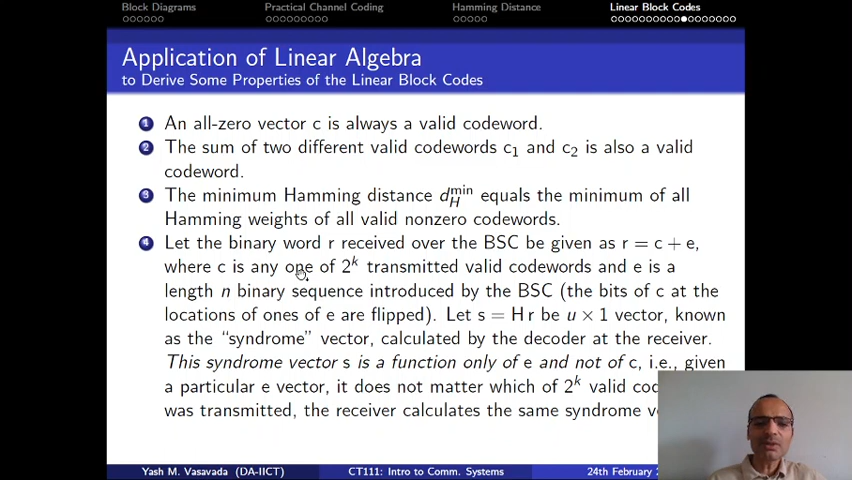 Block Diagrams Practical Channel Coding Hamming Distance Linear Block Codes
Application of Linear Algebra
to Derive Some Properties of the Linear Block Codes
1 An all-zero vector c is always a valid codeword.
2 The sum of two different valid codewords c₁ and c₂ is also a valid
codeword.
3 The minimum Hamming distance d_H^min equals the minimum of all
Hamming weights of all valid nonzero codewords.
4 Let the binary word r received over the BSC be given as r = c + e,
where c is any one of 2^k transmitted valid codewords and e is a
length n binary sequence introduced by the BSC (the bits of c at the
locations of ones of e are flipped). Let s = H r be u × 1 vector, known
as the "syndrome" vector, calculated by the decoder at the receiver.
This syndrome vector s is a function only of e and not of c, i.e., given
a particular e vector, it does not matter which of 2^k valid
was transmitted, the receiver calculates the same syndrome
Yash M. Vasavada (DA-IICT) CT111: Intro to Comm. Systems 24th February